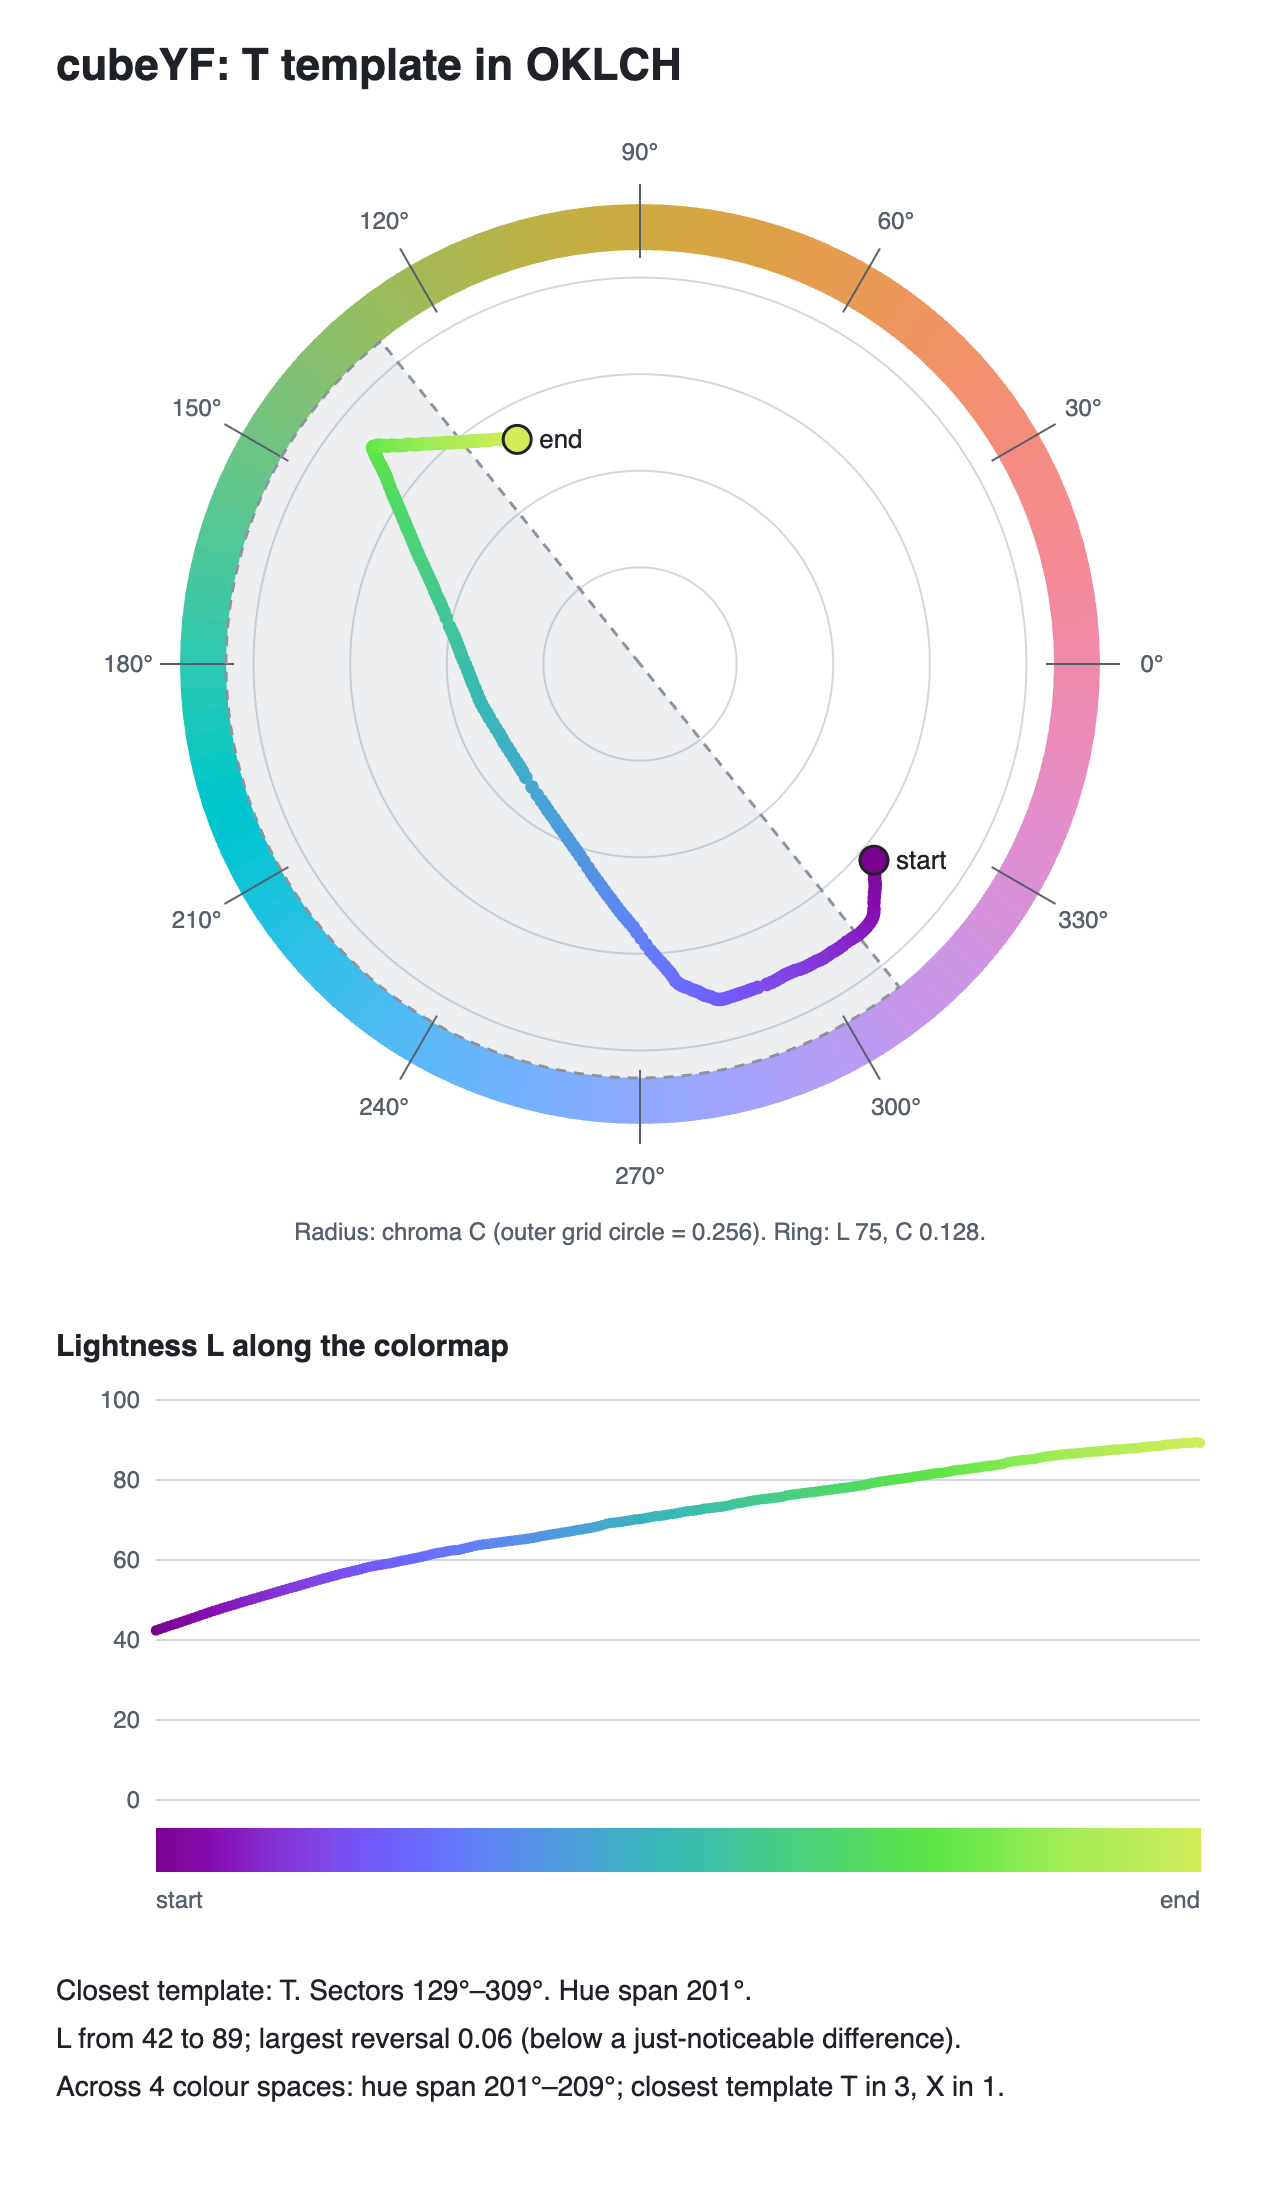 cubeYF: T template in OKLCH
90°
120°
60°
150°
30°
end
180°
0°
start
210°
330°
240°
300°
270°
Radius: chroma C (outer grid circle = 0.256). Ring: L 75, C 0.128.
Lightness L along the colormap
100
80
60
40
20
0
start
end
Closest template: T. Sectors 129°–309°. Hue span 201°.
L from 42 to 89; largest reversal 0.06 (below a just-noticeable difference).
Across 4 colour spaces: hue span 201°–209°; closest template T in 3, X in 1.